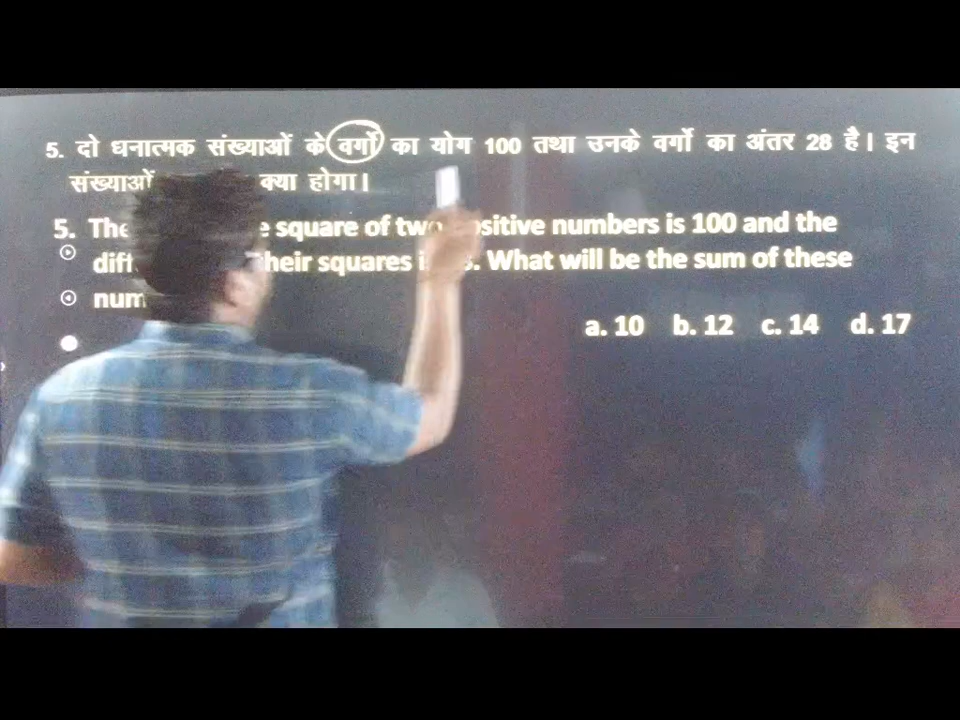 5. दो धनात्मक संख्याओं के वर्गो का योग 100 तथा उनके वर्गो का अंतर 28 है। इन
संख्याओं क्या होगा।
5. The square of two positive numbers is 100 and the
their squares What will be the sum of these
a. 10 b. 12 c. 14 d. 17